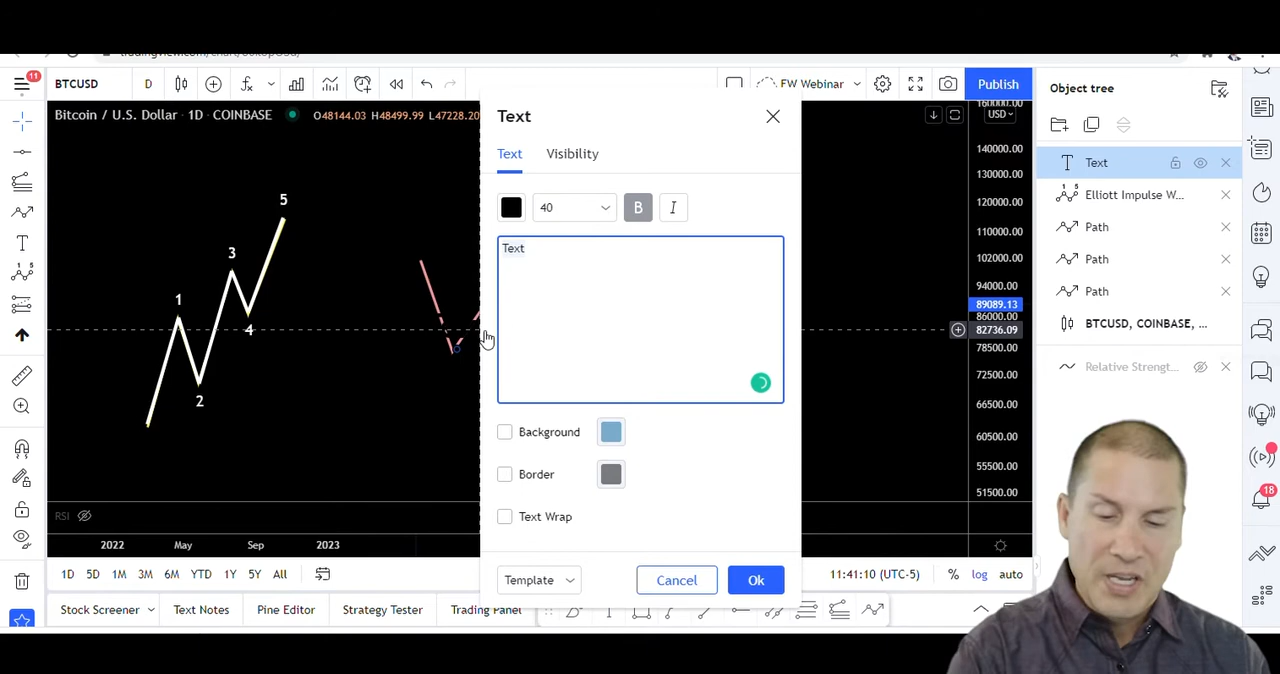 11
BTCUSD
D
EW Webinar
Publish
Object tree
Bitcoin / U.S. Dollar · 1D · COINBASE
O48144.03 H48499.99 L47228.20
USD
160000.00
140000.00
130000.00
120000.00
110000.00
102000.00
94000.00
89089.13
86000.00
82736.09
78500.00
72500.00
66500.00
60500.00
55500.00
51500.00
1
2
3
4
5
Text
Text
Visibility
40
B
I
Text
Background
Border
Text Wrap
Template
Cancel
Ok
Text
Elliott Impulse W...
Path
Path
Path
BTCUSD, COINBASE, ...
Relative Strengt...
18
RSI
2022
May
Sep
2023
1D
5D
1M
3M
6M
YTD
1Y
5Y
All
11:41:10 (UTC-5)
%
log
auto
Stock Screener
Text Notes
Pine Editor
Strategy Tester
Trading Panel